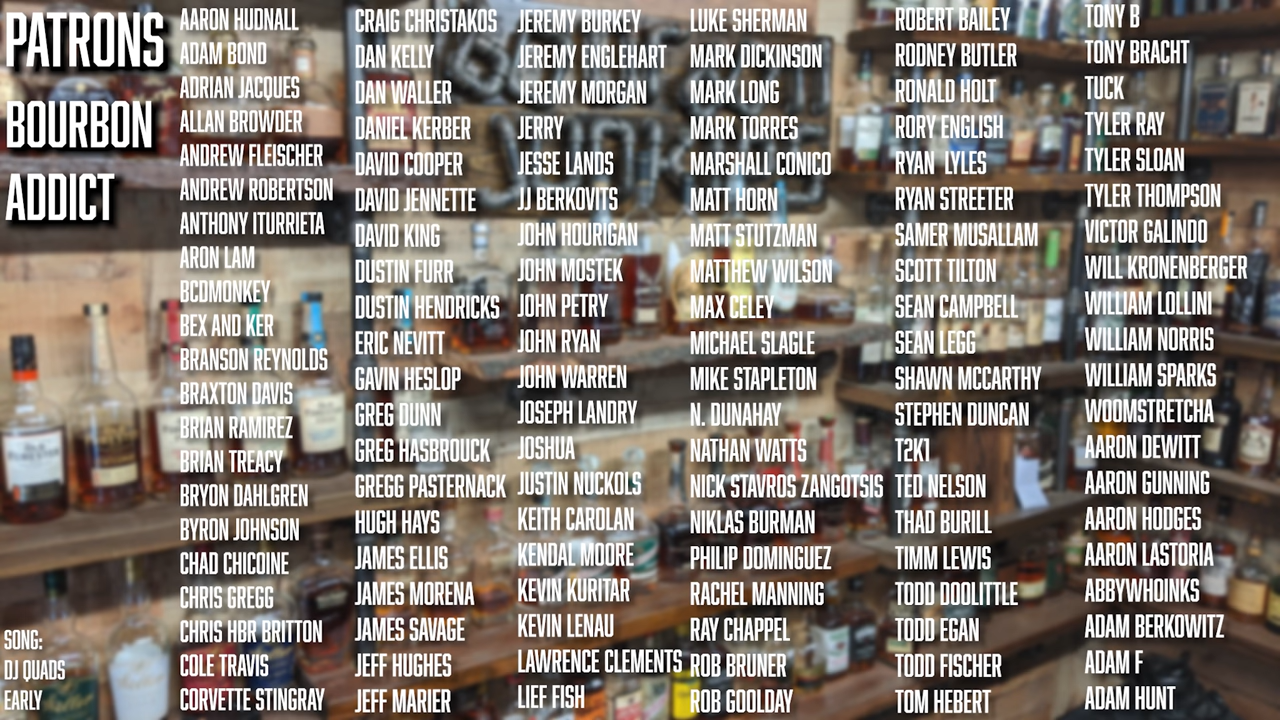 PATRONS
BOURBON
ADDICT
SONG:
DJ QUADS
EARLY
AARON HUDNALL
ADAM BOND
ADRIAN JACQUES
ALLAN BROWDER
ANDREW FLEISCHER
ANDREW ROBERTSON
ANTHONY ITURRIETA
ARON LAM
BCDMONKEY
BEX AND KER
BRANSON REYNOLDS
BRAXTON DAVIS
BRIAN RAMIREZ
BRIAN TREACY
BRYON DAHLGREN
BYRON JOHNSON
CHAD CHICOINE
CHRIS GREGG
CHRIS HBR BRITTON
COLE TRAVIS
CORVETTE STINGRAY
CRAIG CHRISTAKOS
DAN KELLY
DAN WALLER
DANIEL KERBER
DAVID COOPER
DAVID JENNETTE
DAVID KING
DUSTIN FURR
DUSTIN HENDRICKS
ERIC NEVITT
GAVIN HESLOP
GREG DUNN
GREG HASBROUCK
GREGG PASTERNACK
HUGH HAYS
JAMES ELLIS
JAMES MORENA
JAMES SAVAGE
JEFF HUGHES
JEFF MARIER
JEREMY BURKEY
JEREMY ENGLEHART
JEREMY MORGAN
JERRY
JESSE LANDS
JJ BERKOVITS
JOHN HOURIGAN
JOHN MOSTEK
JOHN PETRY
JOHN RYAN
JOHN WARREN
JOSEPH LANDRY
JOSHUA
JUSTIN NUCKOLS
KEITH CAROLAN
KENDAL MOORE
KEVIN KURITAR
KEVIN LENAU
LAWRENCE CLEMENTS
LIEF FISH
LUKE SHERMAN
MARK DICKINSON
MARK LONG
MARK TORRES
MARSHALL CONICO
MATT HORN
MATT STUTZMAN
MATTHEW WILSON
MAX CELEY
MICHAEL SLAGLE
MIKE STAPLETON
N. DUNAHAY
NATHAN WATTS
NICK STAVROS ZANGOTSIS
NIKLAS BURMAN
PHILIP DOMINGUEZ
RACHEL MANNING
RAY CHAPPEL
ROB BRUNER
ROB GOOLDAY
ROBERT BAILEY
RODNEY BUTLER
RONALD HOLT
RORY ENGLISH
RYAN LYLES
RYAN STREETER
SAMER MUSALLAM
SCOTT TILTON
SEAN CAMPBELL
SEAN LEGG
SHAWN MCCARTHY
STEPHEN DUNCAN
T2K1
TED NELSON
THAD BURILL
TIMM LEWIS
TODD DOOLITTLE
TODD EGAN
TODD FISCHER
TOM HEBERT
TONY B
TONY BRACHT
TUCK
TYLER RAY
TYLER SLOAN
TYLER THOMPSON
VICTOR GALINDO
WILL KRONENBERGER
WILLIAM LOLLINI
WILLIAM NORRIS
WILLIAM SPARKS
WOOMSTRETCHA
AARON DEWITT
AARON GUNNING
AARON HODGES
AARON LASTORIA
ABBYWHOINKS
ADAM BERKOWITZ
ADAM F
ADAM HUNT